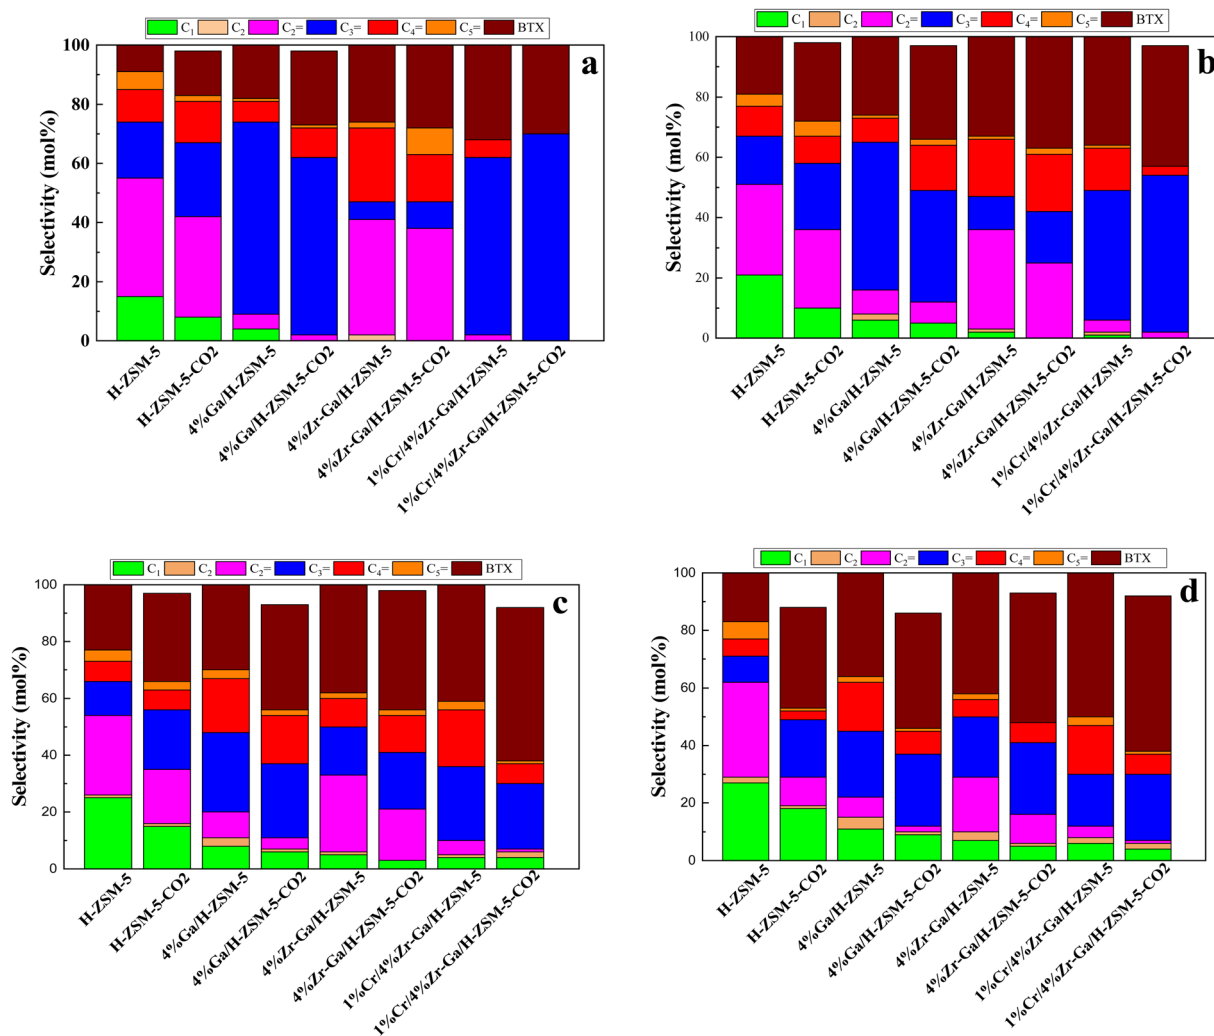 C1 C2 C2= C3= C4= C5= BTX
a
Selectivity (mol%)
100
80
60
40
20
0
H-ZSM-5
H-ZSM-5-CO2
4%Ga/H-ZSM-5
4%Ga/H-ZSM-5-CO2
4%Zr-Ga/H-ZSM-5
4%Zr-Ga/H-ZSM-5-CO2
1%Cr/4%Zr-Ga/H-ZSM-5
1%Cr/4%Zr-Ga/H-ZSM-5-CO2
C1 C2 C2= C3= C4= C5= BTX
b
Selectivity (mol%)
100
80
60
40
20
0
H-ZSM-5
H-ZSM-5-CO2
4%Ga/H-ZSM-5
4%Ga/H-ZSM-5-CO2
4%Zr-Ga/H-ZSM-5
4%Zr-Ga/H-ZSM-5-CO2
1%Cr/4%Zr-Ga/H-ZSM-5
1%Cr/4%Zr-Ga/H-ZSM-5-CO2
C1 C2 C2= C3= C4= C5= BTX
c
Selectivity (mol%)
100
80
60
40
20
0
H-ZSM-5
H-ZSM-5-CO2
4%Ga/H-ZSM-5
4%Ga/H-ZSM-5-CO2
4%Zr-Ga/H-ZSM-5
4%Zr-Ga/H-ZSM-5-CO2
1%Cr/4%Zr-Ga/H-ZSM-5
1%Cr/4%Zr-Ga/H-ZSM-5-CO2
C1 C2 C2= C3= C4= C5= BTX
d
Selectivity (mol%)
100
80
60
40
20
0
H-ZSM-5
H-ZSM-5-CO2
4%Ga/H-ZSM-5
4%Ga/H-ZSM-5-CO2
4%Zr-Ga/H-ZSM-5
4%Zr-Ga/H-ZSM-5-CO2
1%Cr/4%Zr-Ga/H-ZSM-5
1%Cr/4%Zr-Ga/H-ZSM-5-CO2